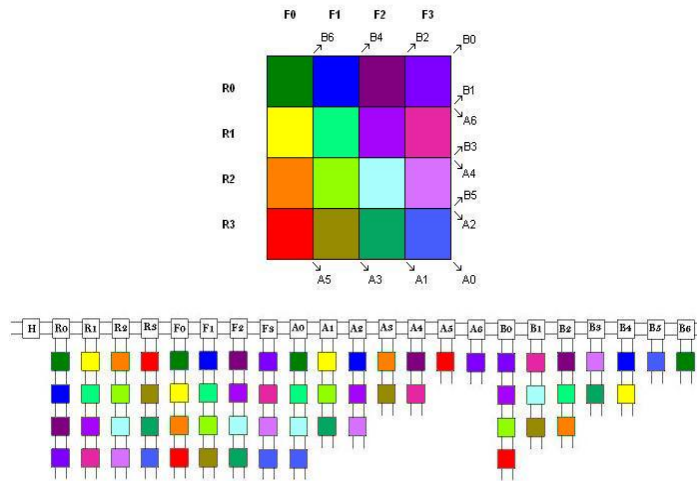 F0 F1 F2 F3
B6 B4 B2 B0
R0 B1
A6
R1 B3
A4
R2 B5
A2
R3
A5 A3 A1 A0
H R0 R1 R2 R3 F0 F1 F2 F3 A0 A1 A2 A3 A4 A5 A6 B0 B1 B2 B3 B4 B5 B6